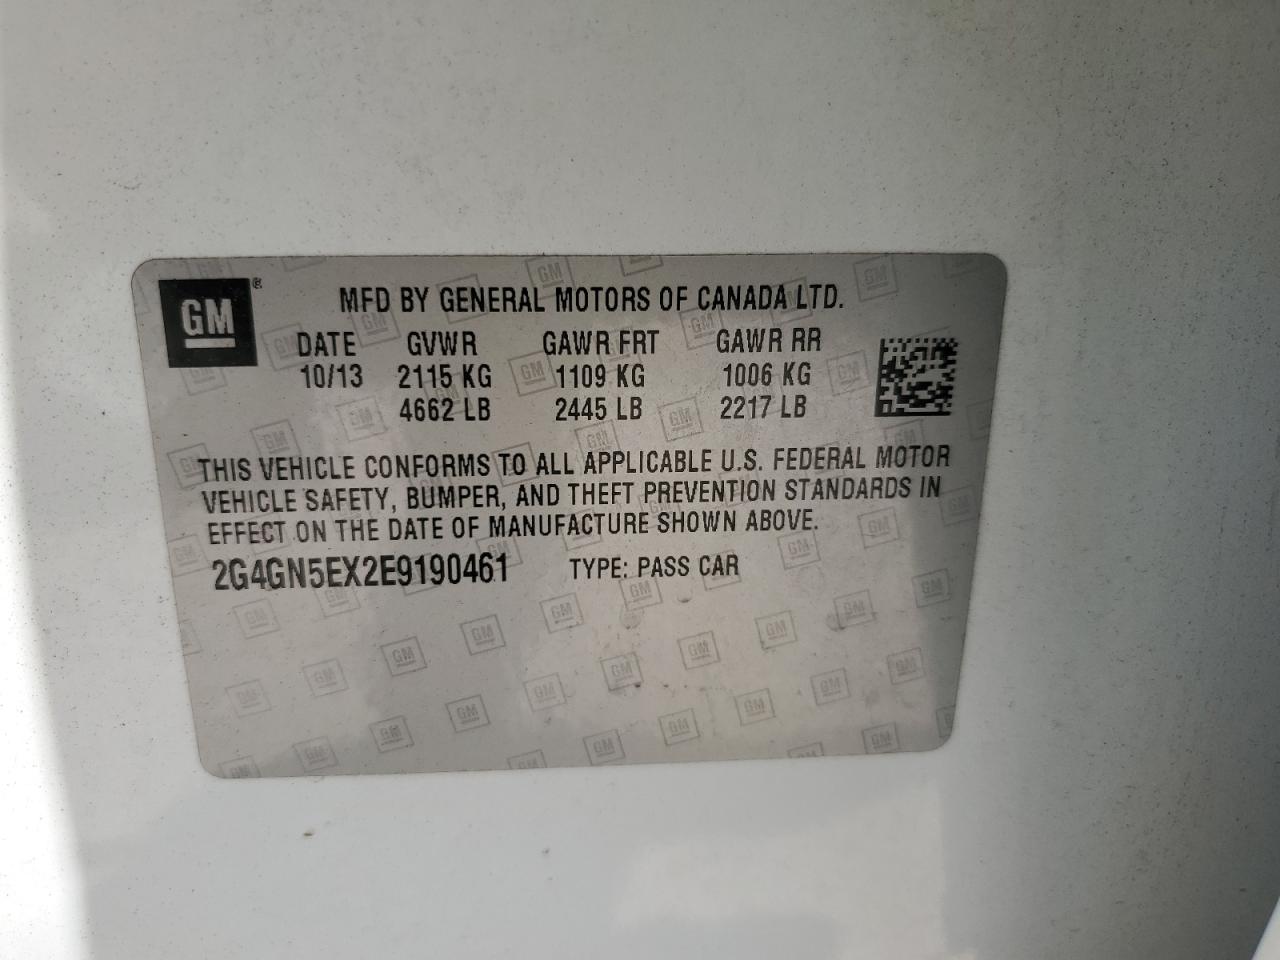 GM®
MFD BY GENERAL MOTORS OF CANADA LTD.
DATE GVWR GAWR FRT GAWR RR
10/13 2115 KG 1109 KG 1006 KG
4662 LB 2445 LB 2217 LB
THIS VEHICLE CONFORMS TO ALL APPLICABLE U.S. FEDERAL MOTOR
VEHICLE SAFETY, BUMPER, AND THEFT PREVENTION STANDARDS IN
EFFECT ON THE DATE OF MANUFACTURE SHOWN ABOVE.
2G4GN5EX2E9190461 TYPE: PASS CAR